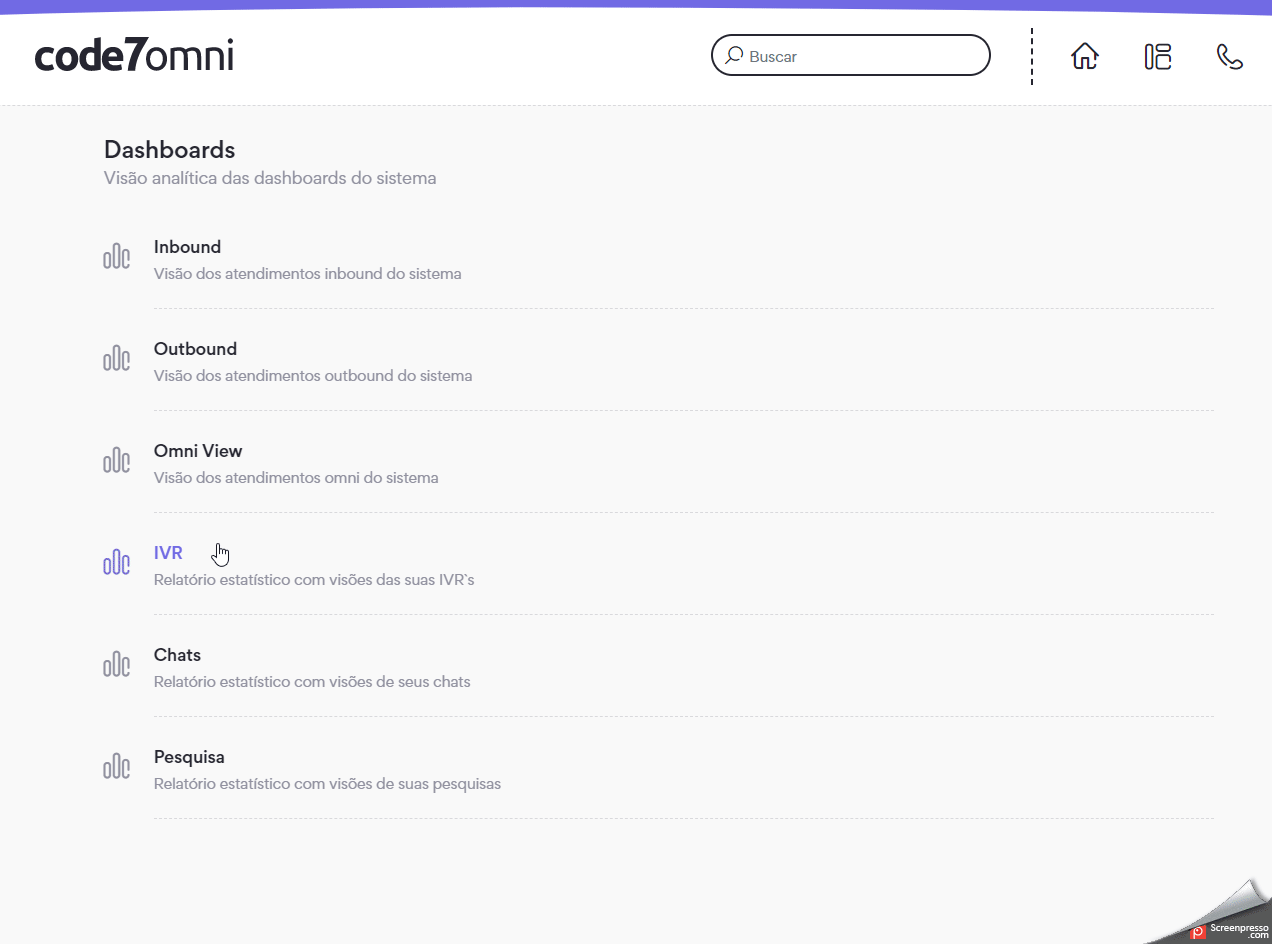 code7omni
Buscar
Dashboards
Visão analítica das dashboards do sistema
Inbound
Visão dos atendimentos inbound do sistema
Outbound
Visão dos atendimentos outbound do sistema
Omni View
Visão dos atendimentos omni do sistema
IVR
Relatório estatístico com visões das suas IVR`s
Chats
Relatório estatístico com visões de seus chats
Pesquisa
Relatório estatístico com visões de suas pesquisas
Screenpresso
.com